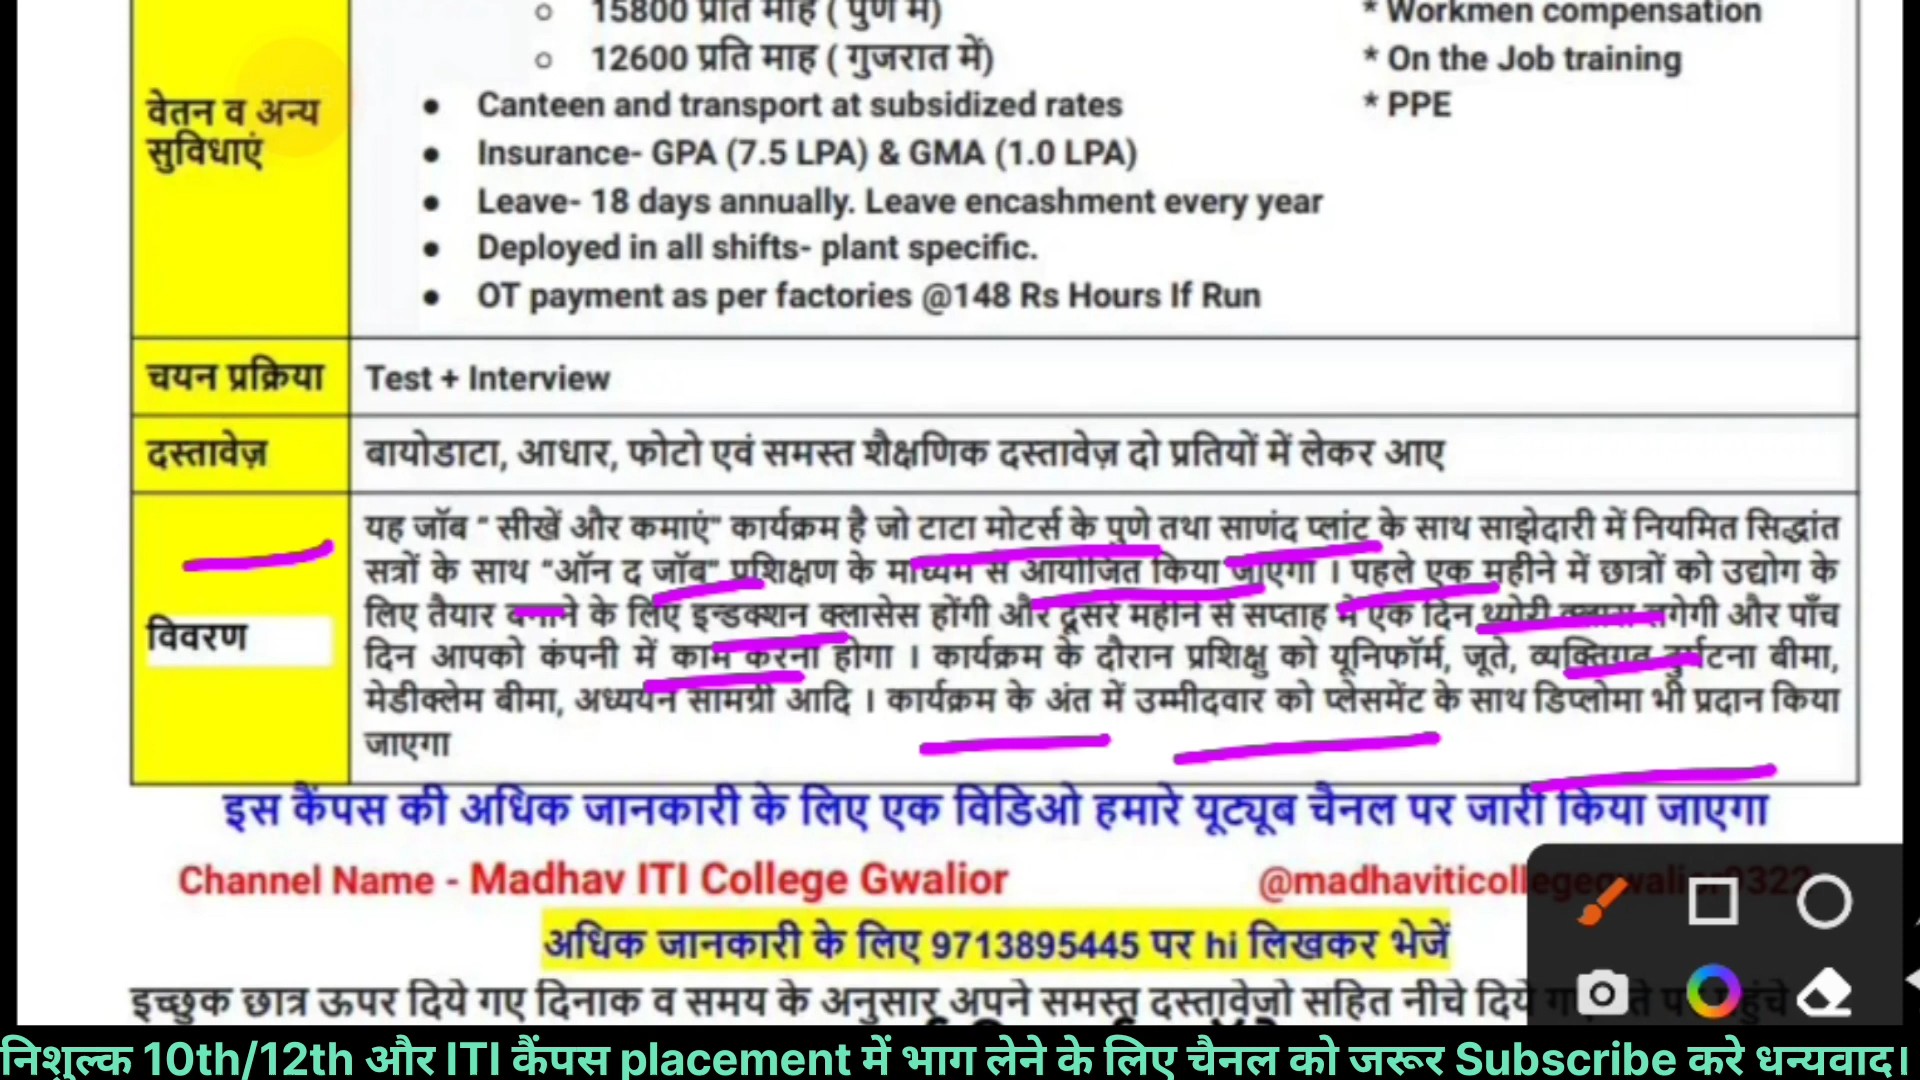 15800 प्रति माह ( पुणे में)
* Workmen compensation
12600 प्रति माह ( गुजरात में)
* On the Job training
वेतन व अन्य सुविधाएं
Canteen and transport at subsidized rates
* PPE
Insurance- GPA (7.5 LPA) & GMA (1.0 LPA)
Leave- 18 days annually. Leave encashment every year
Deployed in all shifts- plant specific.
OT payment as per factories @148 Rs Hours If Run
चयन प्रक्रिया
Test + Interview
दस्तावेज़
बायोडाटा, आधार, फोटो एवं समस्त शैक्षणिक दस्तावेज़ दो प्रतियों में लेकर आए
विवरण
यह जॉब " सीखें और कमाएं" कार्यक्रम है जो टाटा मोटर्स के पुणे तथा साणंद प्लांट के साथ साझेदारी में नियमित सिद्धांत
सत्रों के साथ "ऑन द जॉब" प्रशिक्षण के माध्यम से आयोजित किया जाएगा । पहले एक महीने में छात्रों को उद्योग के
लिए तैयार बनाने के लिए इन्डक्शन क्लासेस होंगी और दूसरे महीने से सप्ताह मे एक दिन थ्योरी क्लास लगेगी और पाँच
दिन आपको कंपनी में काम करना होगा । कार्यक्रम के दौरान प्रशिक्षु को यूनिफॉर्म, जूते, व्यक्तिगत दुर्घटना बीमा,
मेडीक्लेम बीमा, अध्ययन सामग्री आदि । कार्यक्रम के अंत में उम्मीदवार को प्लेसमेंट के साथ डिप्लोमा भी प्रदान किया
जाएगा
इस कैंपस की अधिक जानकारी के लिए एक विडिओ हमारे यूट्यूब चैनल पर जारी किया जाएगा
Channel Name - Madhav ITI College Gwalior
@madhaviticollegegwalior0322
अधिक जानकारी के लिए 9713895445 पर hi लिखकर भेजें
इच्छुक छात्र ऊपर दिये गए दिनाक व समय के अनुसार अपने समस्त दस्तावेजो सहित नीचे दिये
निशुल्क 10th/12th और ITI कैंपस placement में भाग लेने के लिए चैनल को जरूर Subscribe करे धन्यवाद।